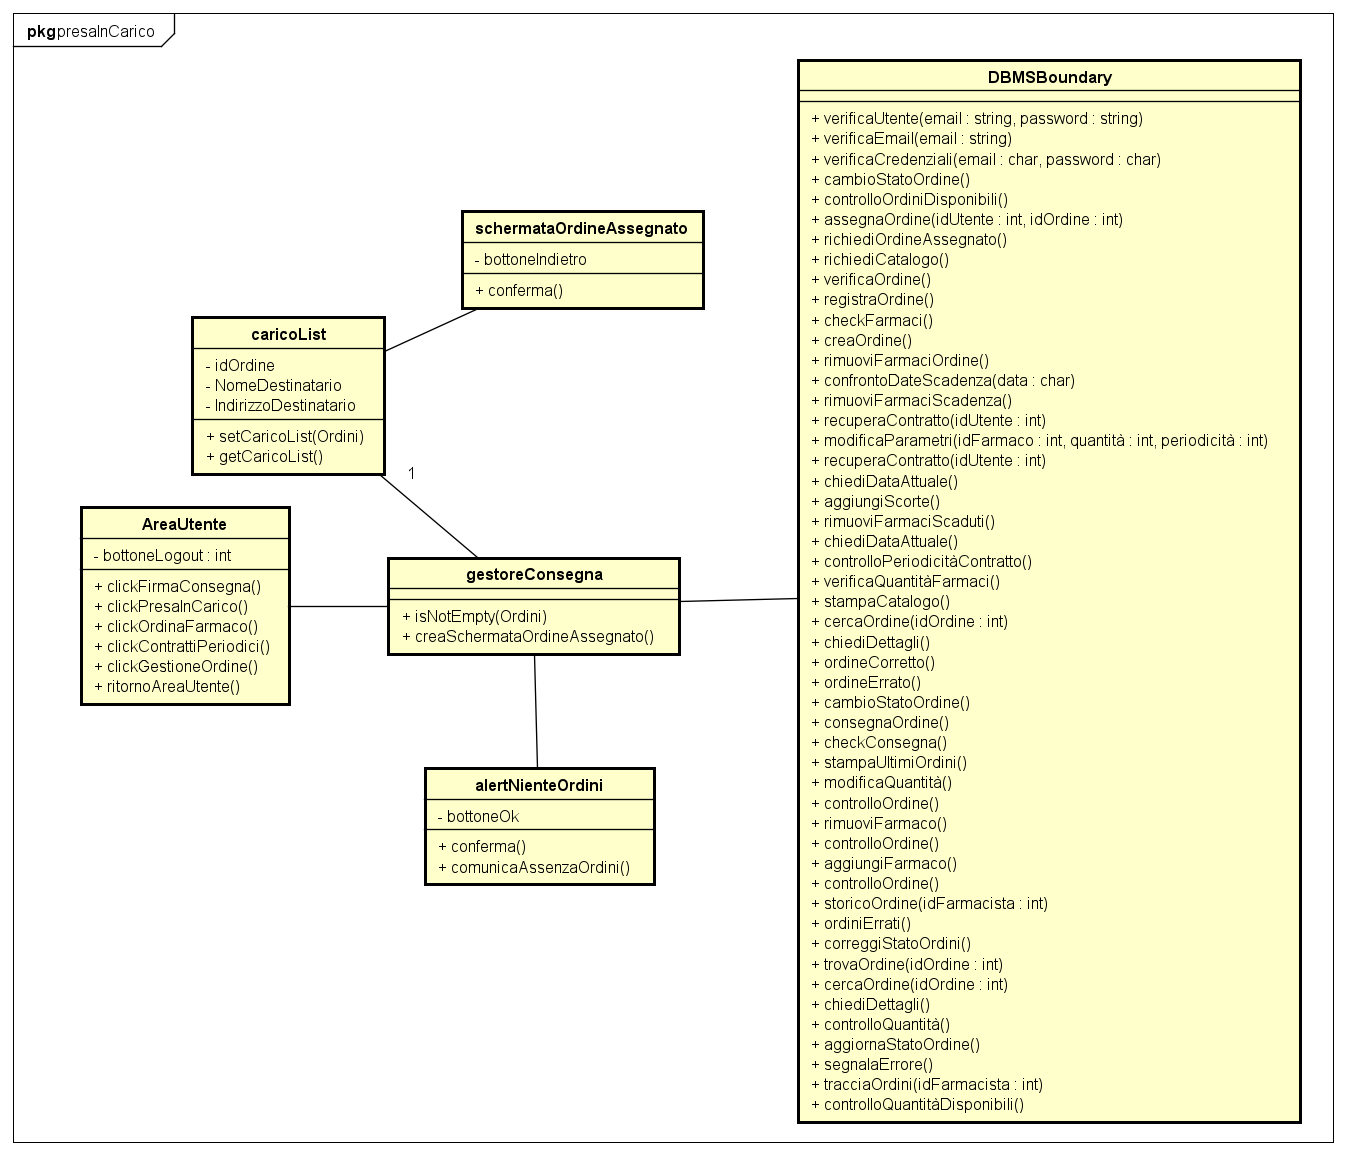 pkg presaInCarico
schermataOrdineAssegnato
- bottoneIndietro
+ conferma()
caricoList
- idOrdine
- NomeDestinatario
- IndirizzoDestinatario
+ setCaricoList(Ordini)
+ getCaricoList()
1
AreaUtente
- bottoneLogout : int
+ clickFirmaConsegna()
+ clickPresaInCarico()
+ clickOrdinaFarmaco()
+ clickContrattiPeriodici()
+ clickGestioneOrdine()
+ ritornoAreaUtente()
gestoreConsegna
+ isNotEmpty(Ordini)
+ creaSchermataOrdineAssegnato()
alertNienteOrdini
- bottoneOk
+ conferma()
+ comunicaAssenzaOrdini()
DBMSBoundary
+ verificaUtente(email : string, password : string)
+ verificaEmail(email : string)
+ verificaCredenziali(email : char, password : char)
+ cambioStatoOrdine()
+ controlloOrdiniDisponibili()
+ assegnaOrdine(idUtente : int, idOrdine : int)
+ richiediOrdineAssegnato()
+ richiediCatalogo()
+ verificaOrdine()
+ registraOrdine()
+ checkFarmaci()
+ creaOrdine()
+ rimuoviFarmaciOrdine()
+ confrontoDateScadenza(data : char)
+ rimuoviFarmaciScadenza()
+ recuperaContratto(idUtente : int)
+ modificaParametri(idFarmaco : int, quantità : int, periodicità : int)
+ recuperaContratto(idUtente : int)
+ chiediDataAttuale()
+ aggiungiScorte()
+ rimuoviFarmaciScaduti()
+ chiediDataAttuale()
+ controlloPeriodicitàContratto()
+ verificaQuantitàFarmaci()
+ stampaCatalogo()
+ cercaOrdine(idOrdine : int)
+ chiediDettagli()
+ ordineCorretto()
+ ordineErrato()
+ cambioStatoOrdine()
+ consegnaOrdine()
+ checkConsegna()
+ stampaUltimiOrdini()
+ modificaQuantità()
+ controlloOrdine()
+ rimuoviFarmaco()
+ controlloOrdine()
+ aggiungiFarmaco()
+ controlloOrdine()
+ storicoOrdine(idFarmacista : int)
+ ordiniErrati()
+ correggiStatoOrdini()
+ trovaOrdine(idOrdine : int)
+ cercaOrdine(idOrdine : int)
+ chiediDettagli()
+ controlloQuantità()
+ aggiornaStatoOrdine()
+ segnalaErrore()
+ tracciaOrdini(idFarmacista : int)
+ controlloQuantitàDisponibili()